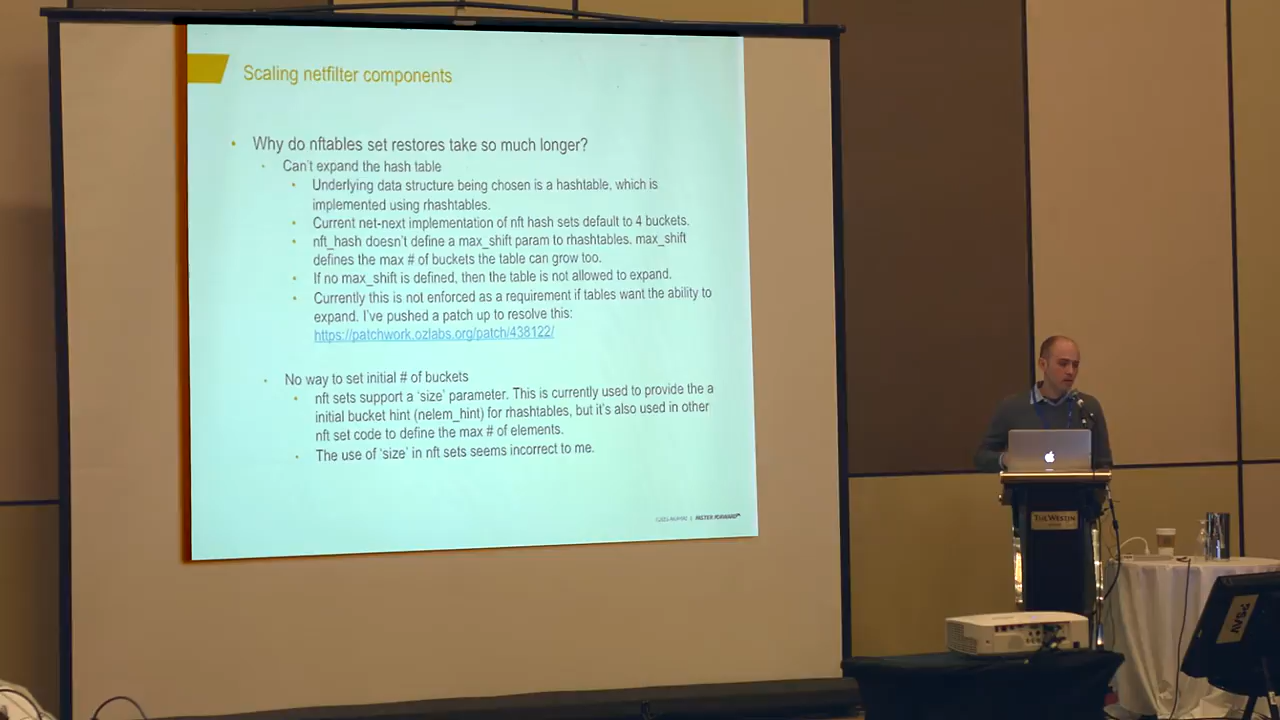 Scaling netfilter components
• Why do nftables set restores take so much longer?
• Can't expand the hash table
• Underlying data structure being chosen is a hashtable, which is
implemented using rhashtables.
• Current net-next implementation of nft hash sets default to 4 buckets.
• nft_hash doesn't define a max_shift param to rhashtables. max_shift
defines the max # of buckets the table can grow too.
• If no max_shift is defined, then the table is not allowed to expand.
• Currently this is not enforced as a requirement if tables want the ability to
expand. I've pushed a patch up to resolve this:
https://patchwork.ozlabs.org/patch/438122/
• No way to set initial # of buckets
• nft sets support a 'size' parameter. This is currently used to provide the a
initial bucket hint (nelem_hint) for rhashtables, but it's also used in other
nft set code to define the max # of elements.
• The use of 'size' in nft sets seems incorrect to me.
FASTER FORWARD
THE WESTIN
PSAV